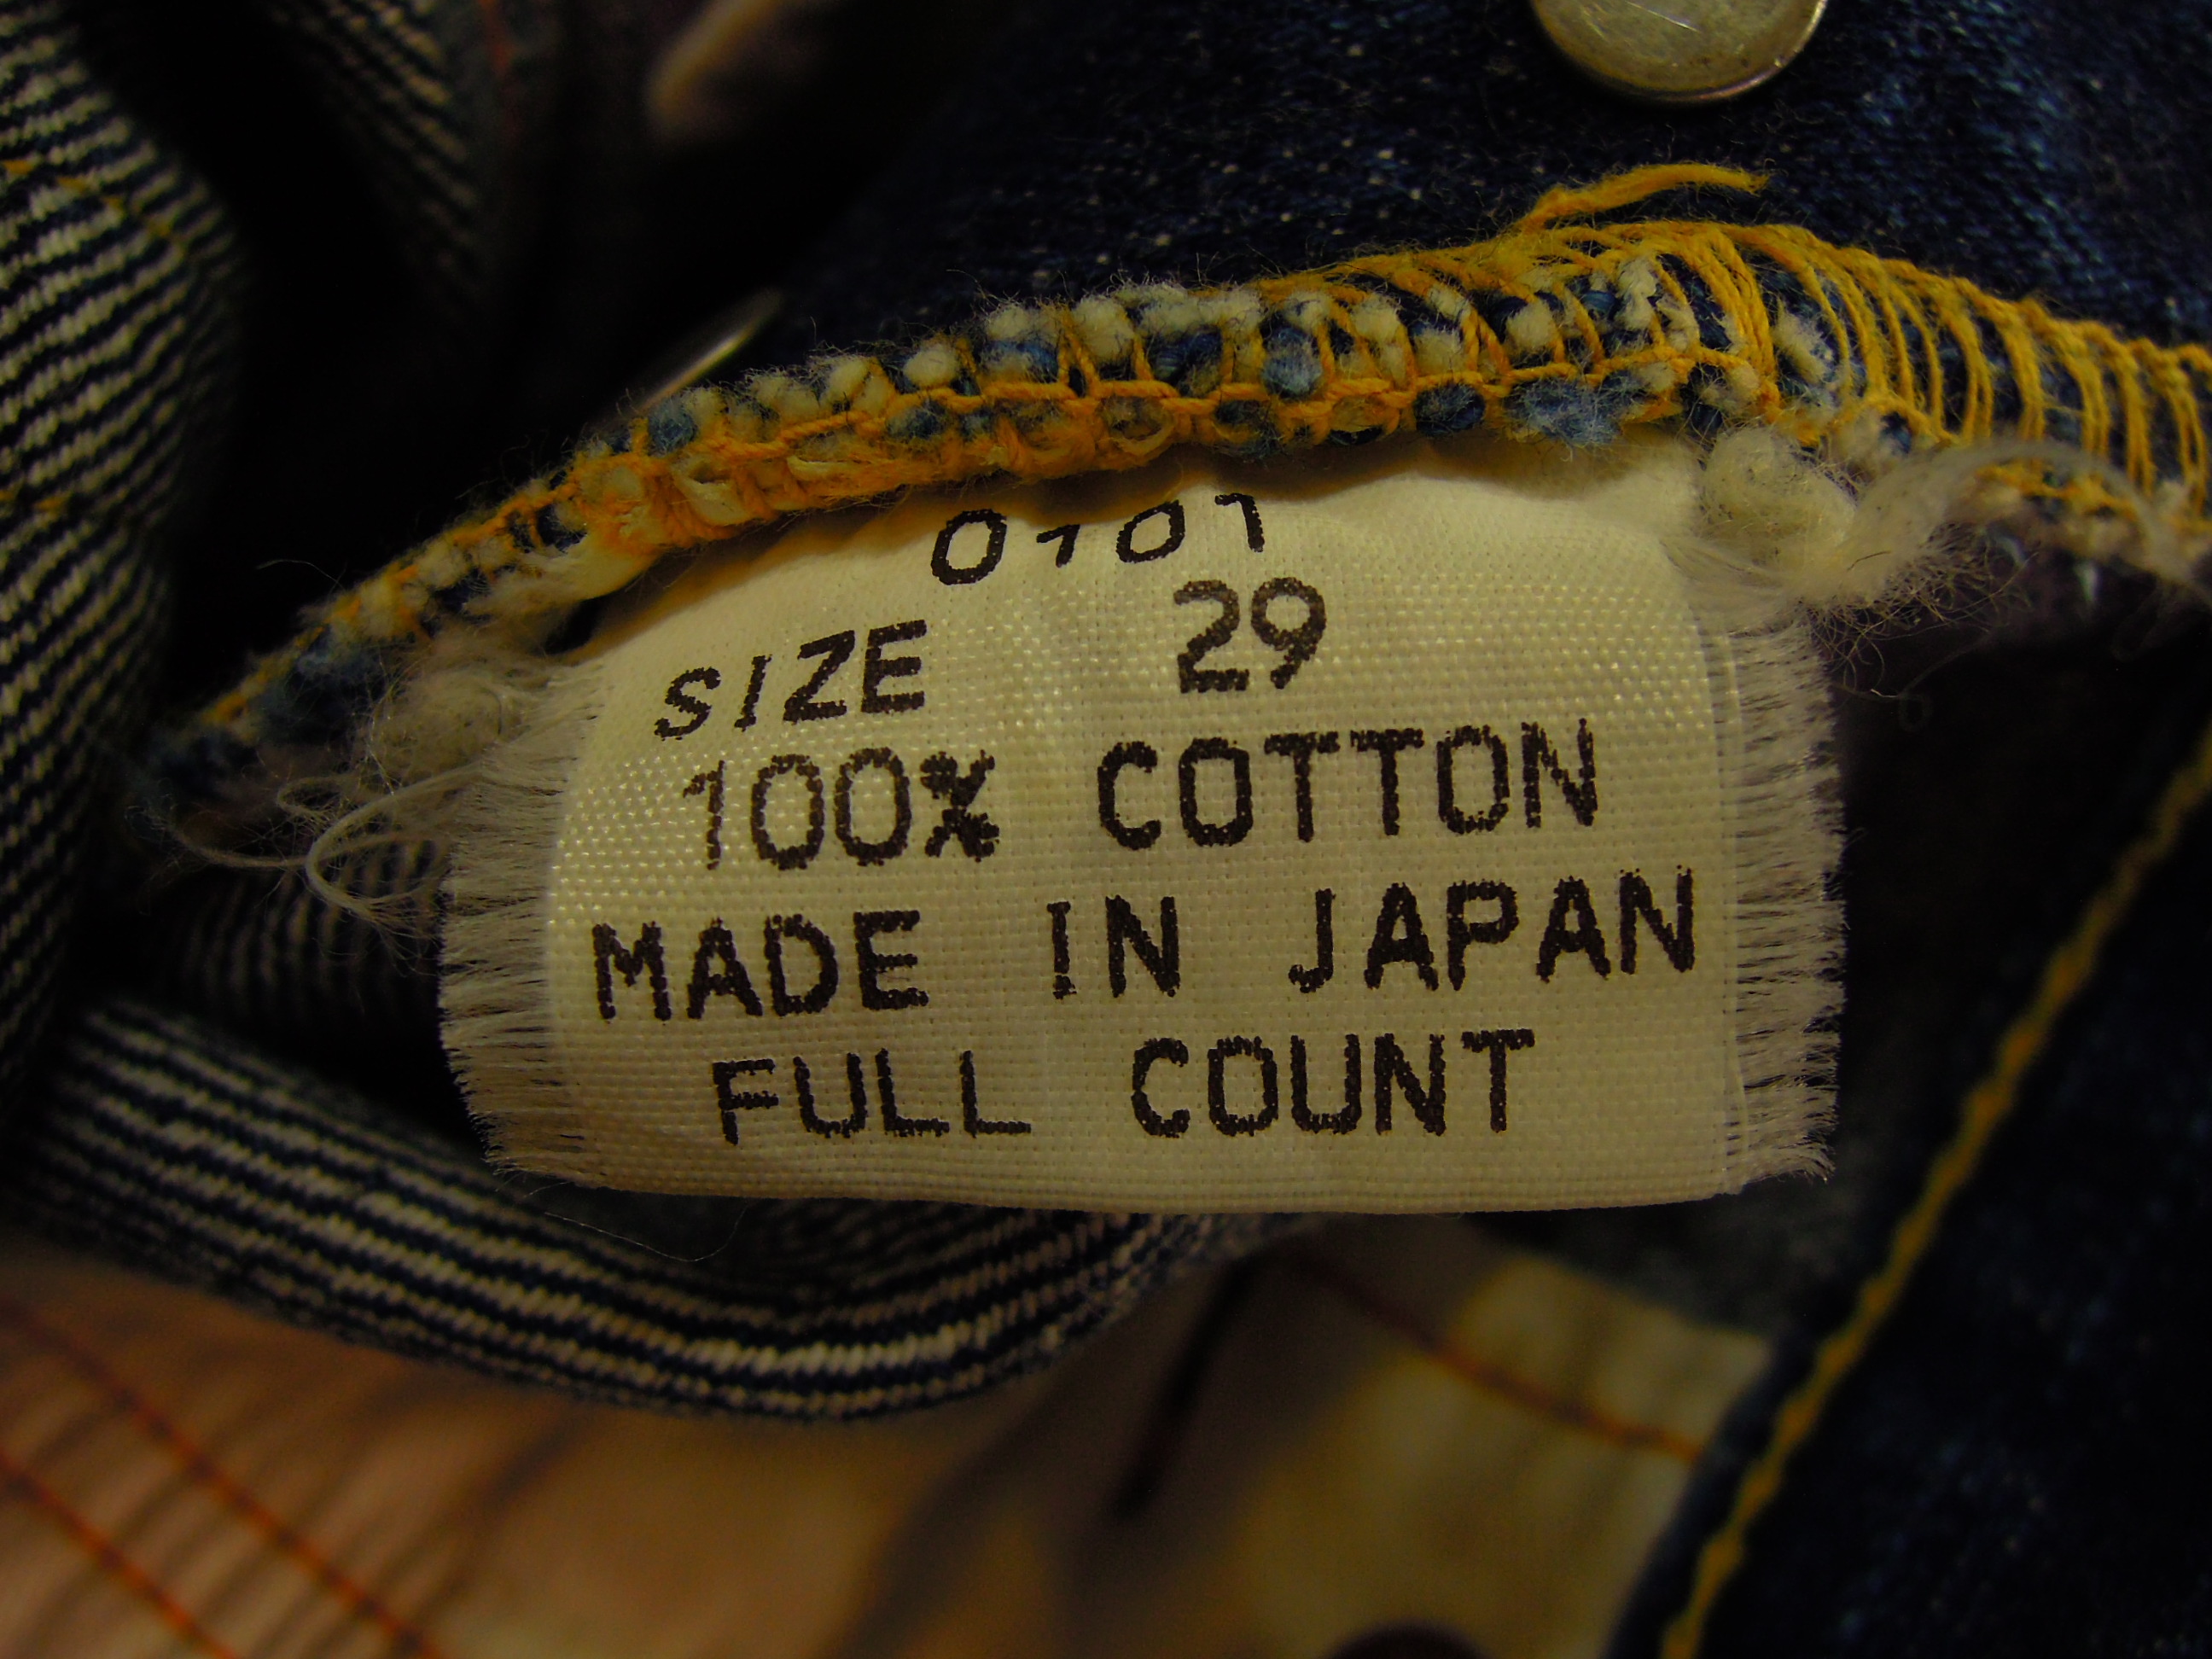 0101
SIZE 29
100% COTTON
MADE IN JAPAN
FULL COUNT